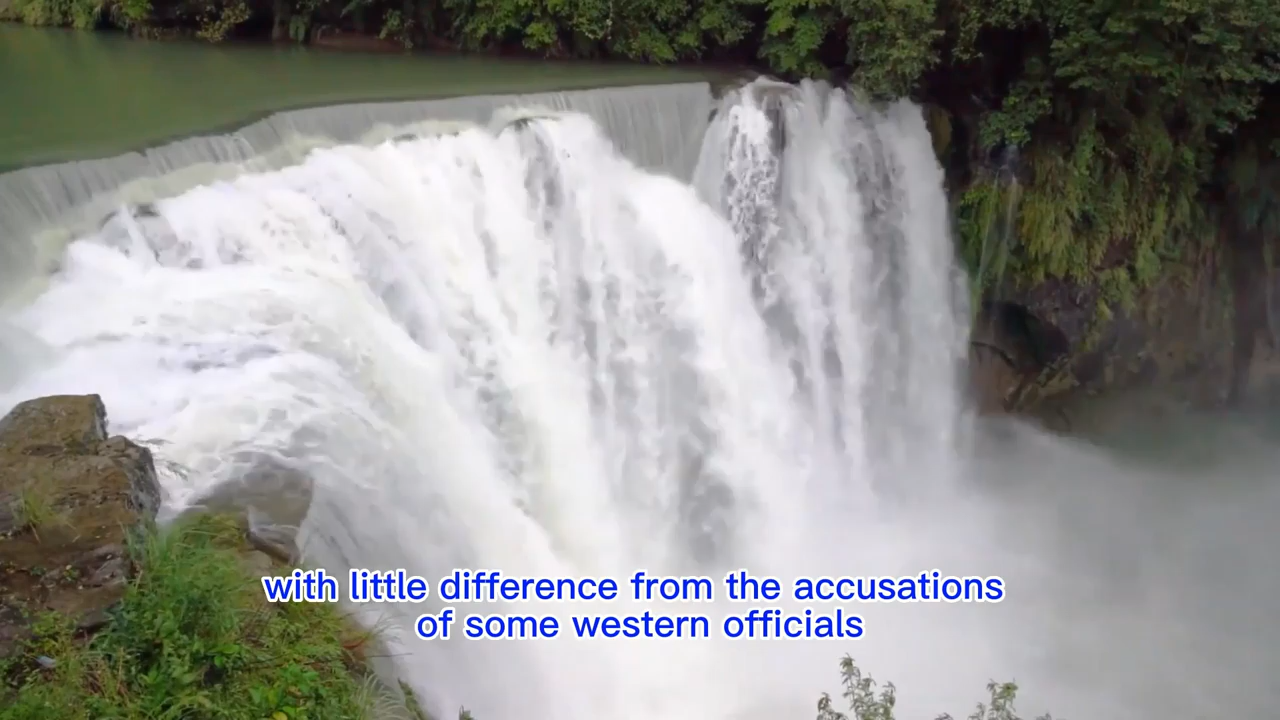 with little difference from the accusations
of some western officials